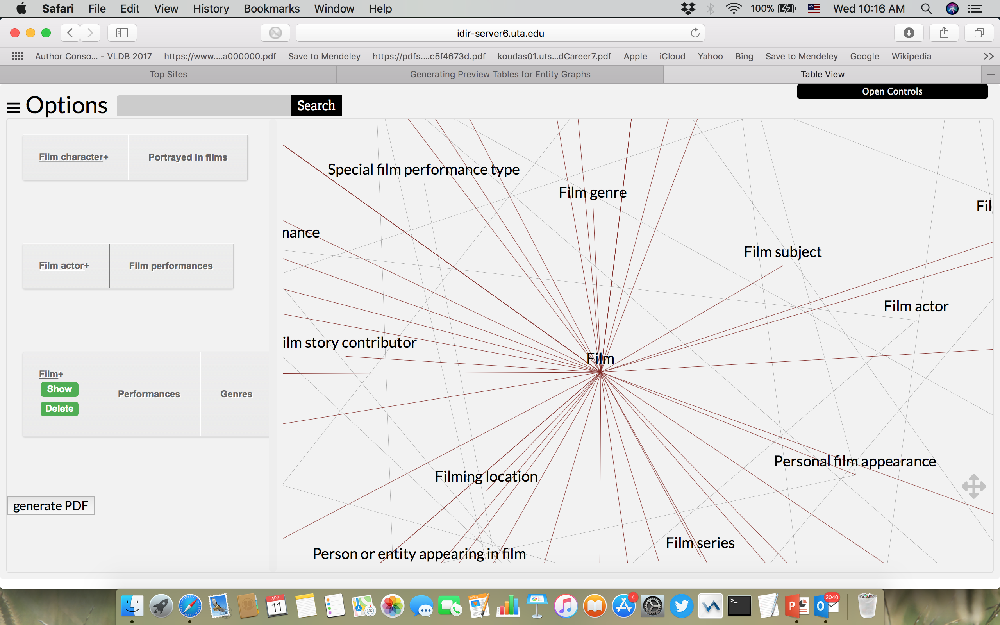 Safari File Edit View History Bookmarks Window Help 100% Wed 10:16 AM
idir-server6.uta.edu
Author Conso... - VLDB 2017 https://www....a000000.pdf Save to Mendeley https://pdfs....c5f4673d.pdf koudas01.uts...dCareer7.pdf Apple iCloud Yahoo Bing Save to Mendeley Google Wikipedia >>
Top Sites Generating Preview Tables for Entity Graphs Table View +
Open Controls
Options Search
Film character+ Portrayed in films
Film actor+ Film performances
Film+ Performances Genres
Show
Delete
generate PDF
Special film performance type
Film genre
Fil
mance
Film subject
Film actor
ilm story contributor
Film
Personal film appearance
Filming location
Film series
Person or entity appearing in film
APR
11
3D
PAGES
4
>_
P
O
2040